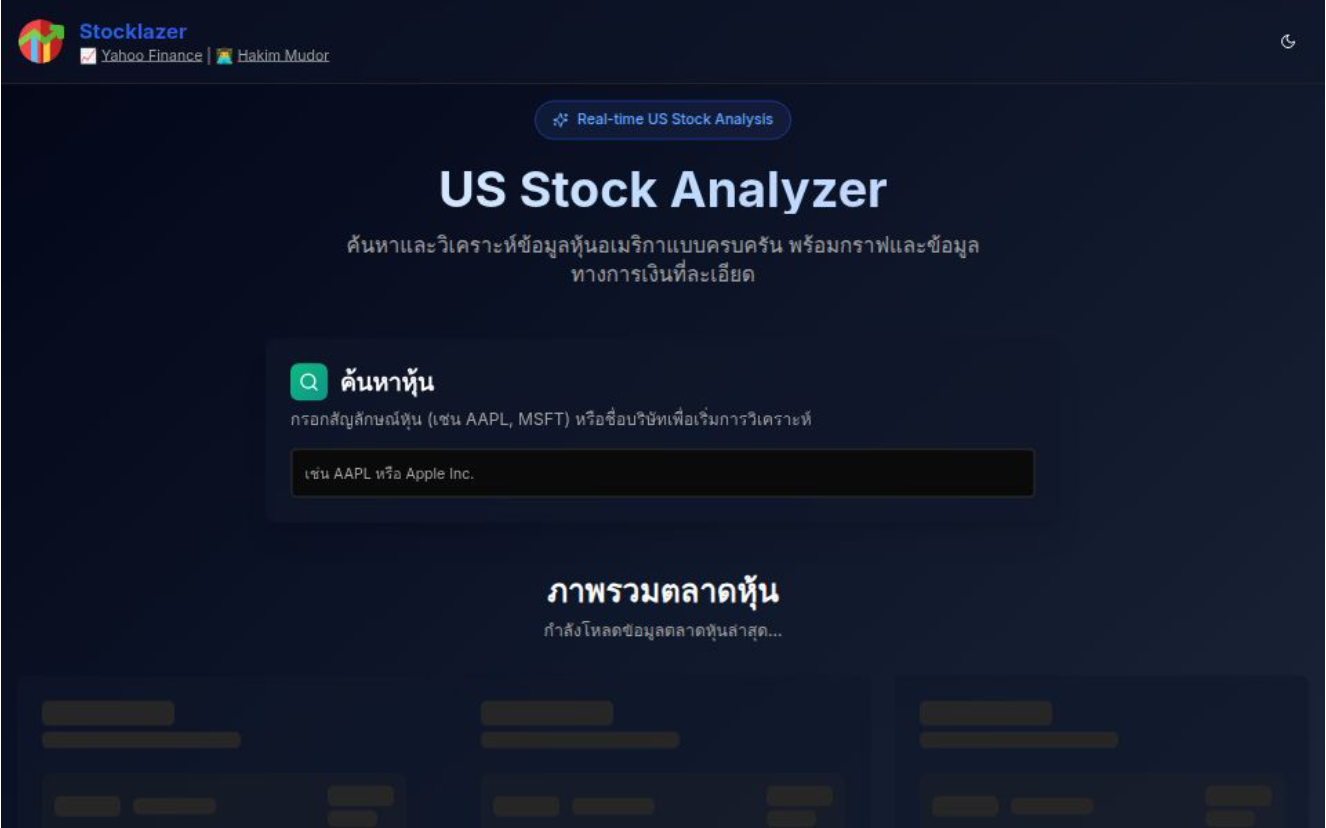 Stocklazer
📈 Yahoo Finance | 👨‍💻 Hakim Mudor
Real-time US Stock Analysis
US Stock Analyzer
ค้นหาและวิเคราะห์ข้อมูลหุ้นอเมริกาแบบครบครัน พร้อมกราฟและข้อมูล
ทางการเงินที่ละเอียด
ค้นหาหุ้น
กรอกสัญลักษณ์หุ้น (เช่น AAPL, MSFT) หรือชื่อบริษัทเพื่อเริ่มการวิเคราะห์
เช่น AAPL หรือ Apple Inc.
ภาพรวมตลาดหุ้น
กำลังโหลดข้อมูลตลาดหุ้นล่าสุด...